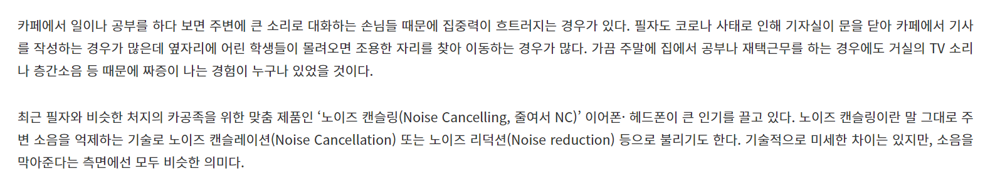 카페에서 일이나 공부를 하다 보면 주변에 큰 소리로 대화하는 손님들 때문에 집중력이 흐트러지는 경우가 있다. 필자도 코로나 사태로 인해 기자실이 문을 닫아 카페에서 기사
를 작성하는 경우가 많은데 옆자리에 어린 학생들이 몰려오면 조용한 자리를 찾아 이동하는 경우가 많다. 가끔 주말에 집에서 공부나 재택근무를 하는 경우에도 거실의 TV 소리
나 층간소음 등 때문에 짜증이 나는 경험이 누구나 있었을 것이다.
최근 필자와 비슷한 처지의 카공족을 위한 맞춤 제품인 ‘노이즈 캔슬링(Noise Cancelling, 줄여서 NC)’ 이어폰· 헤드폰이 큰 인기를 끌고 있다. 노이즈 캔슬링이란 말 그대로 주
변 소음을 억제하는 기술로 노이즈 캔슬레이션(Noise Cancellation) 또는 노이즈 리덕션(Noise reduction) 등으로 불리기도 한다. 기술적으로 미세한 차이는 있지만, 소음을
막아준다는 측면에선 모두 비슷한 의미다.